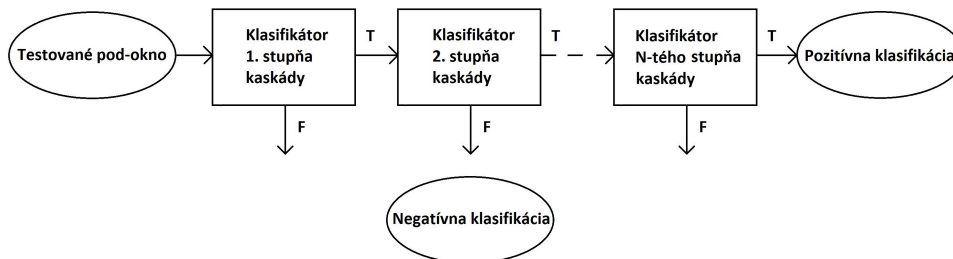 Testované pod-okno
Klasifikátor
1. stupňa
kaskády
T
F
Klasifikátor
2. stupňa
kaskády
T
F
Klasifikátor
N-tého stupňa
kaskády
T
F
Pozitívna klasifikácia
Negatívna klasifikácia